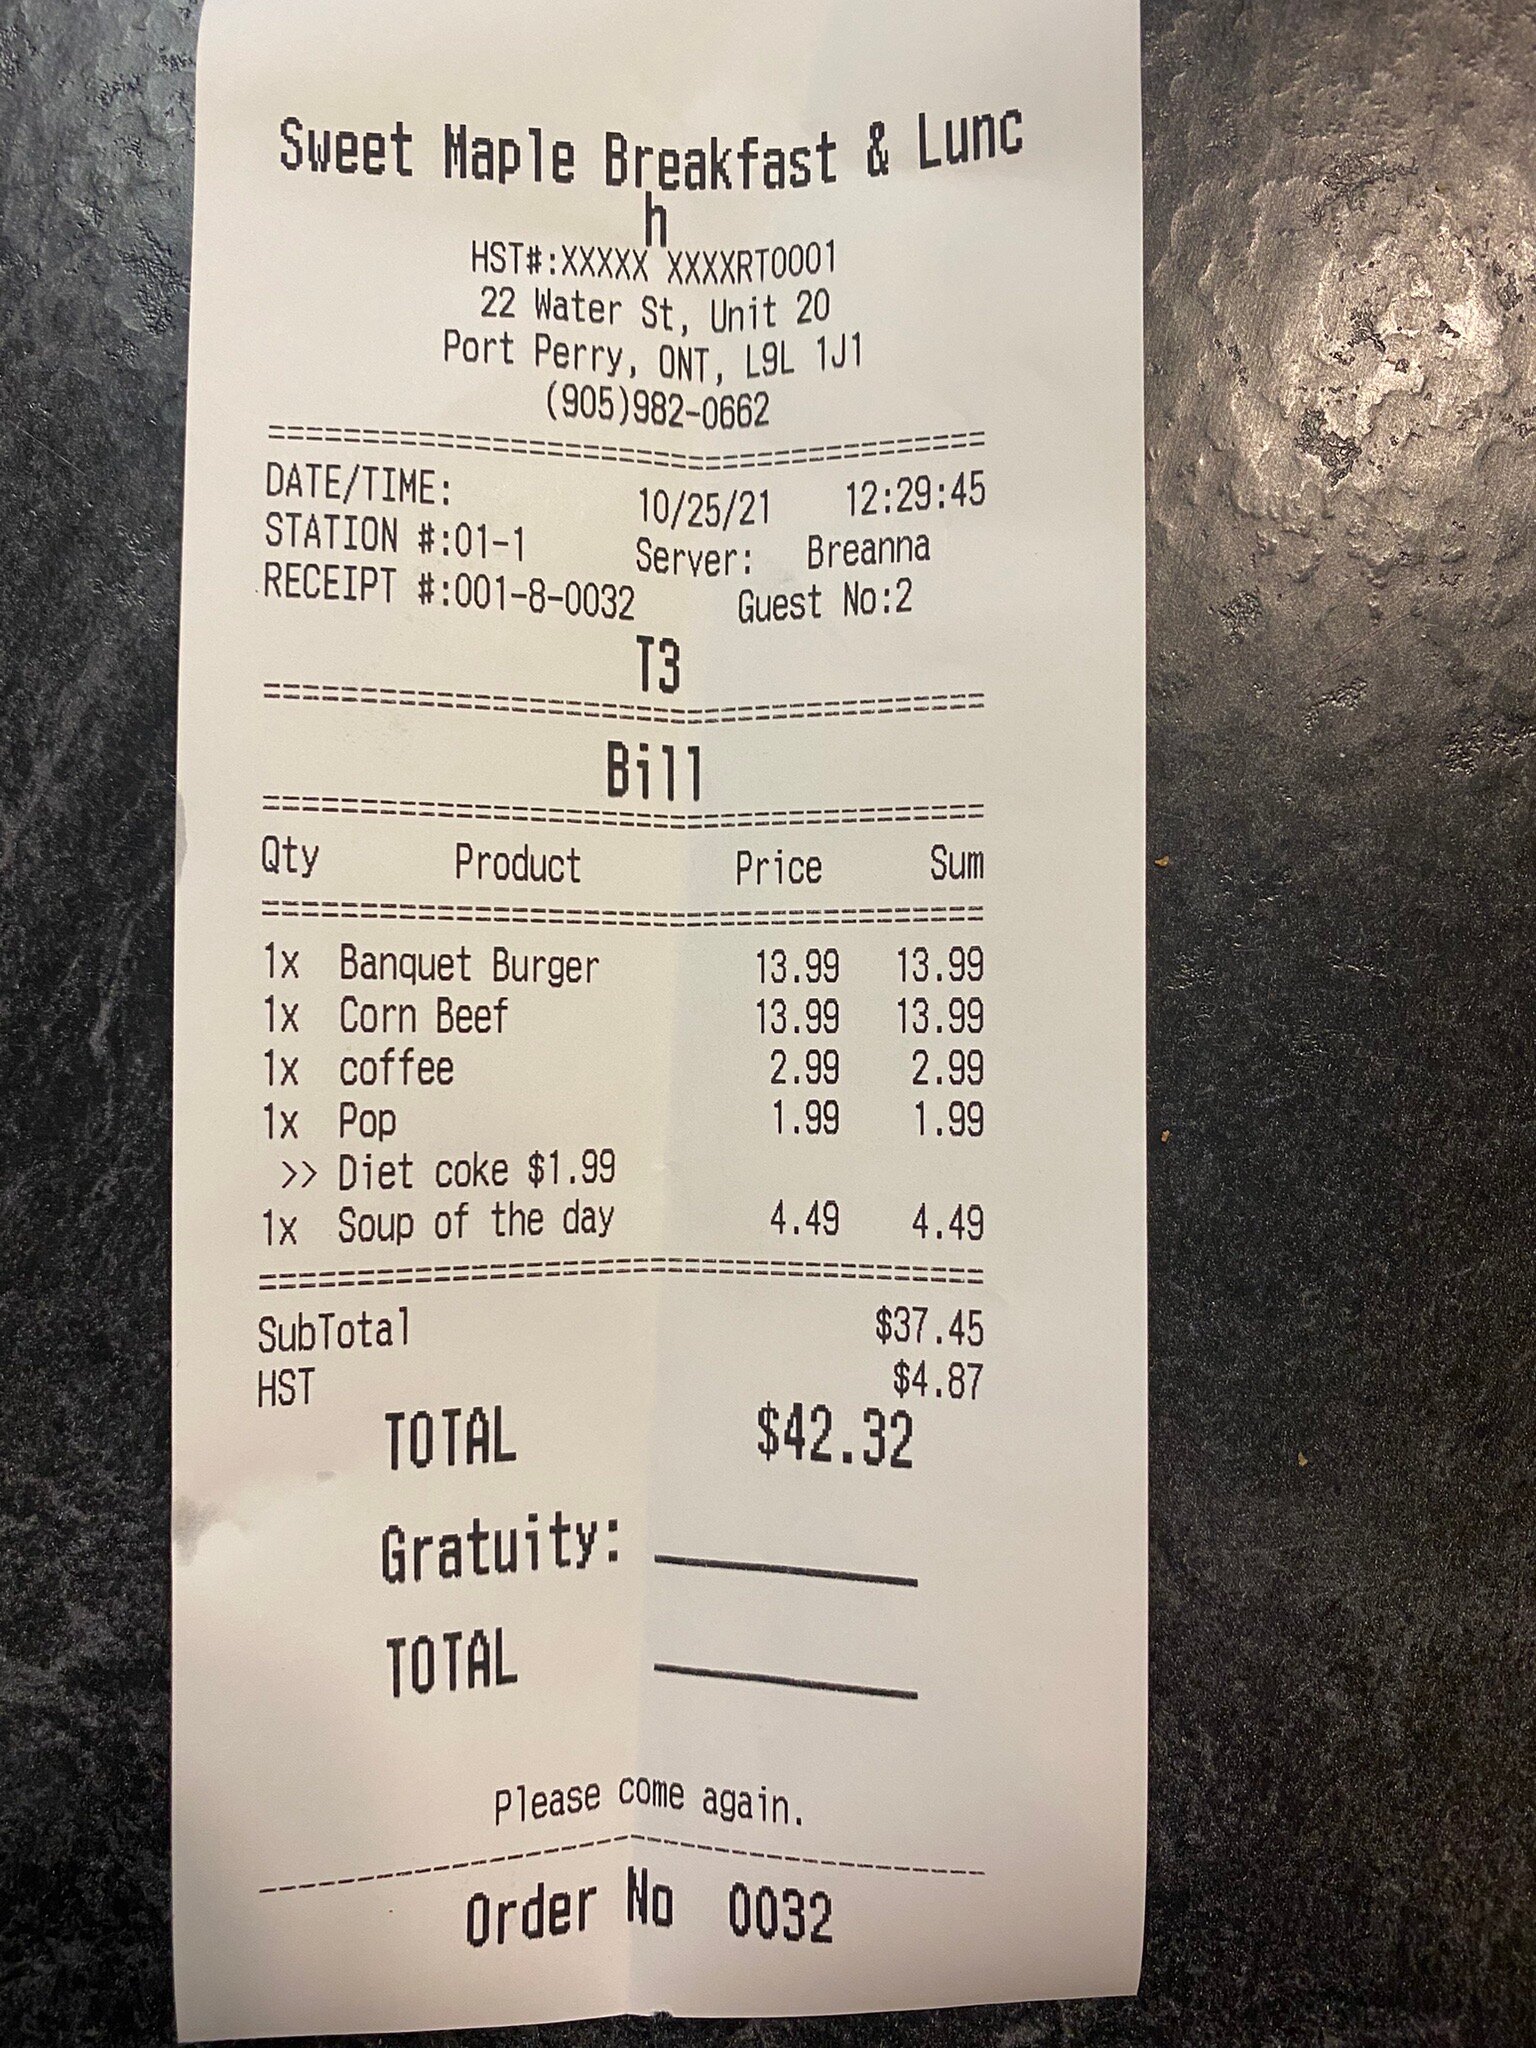 Sweet Maple Breakfast & Lunc
h
HST#:XXXXX XXXXRT0001
22 Water St, Unit 20
Port Perry, ONT, L9L 1J1
(905)982-0662
DATE/TIME: 10/25/21 12:29:45
STATION #:01-1 Server: Breanna
RECEIPT #:001-8-0032 Guest No:2
T3
Bill
Qty Product Price Sum
1x Banquet Burger 13.99 13.99
1x Corn Beef 13.99 13.99
1x coffee 2.99 2.99
1x Pop 1.99 1.99
>> Diet coke $1.99
1x Soup of the day 4.49 4.49
SubTotal $37.45
HST $4.87
TOTAL $42.32
Gratuity:
TOTAL
Please come again.
Order No 0032